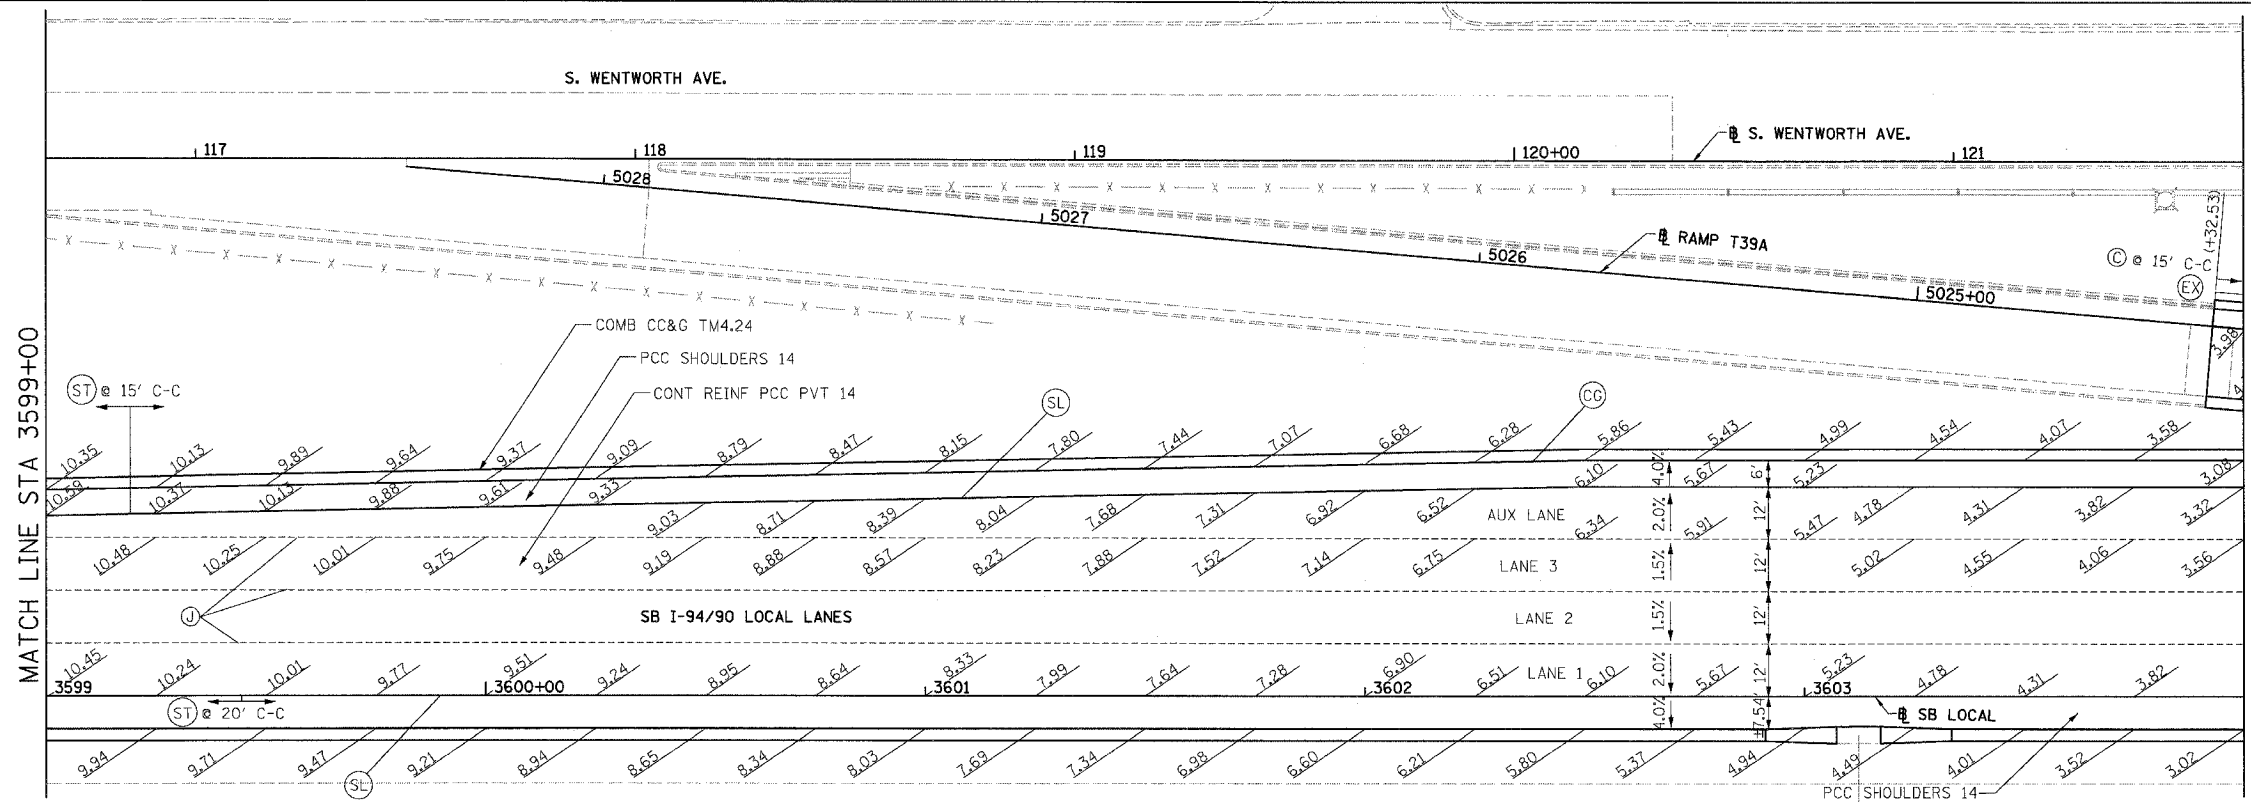 S. WENTWORTH AVE.
℄ S. WENTWORTH AVE.
117 118 119 120+00 121
5028 5027 5026 5025+00
℄ RAMP T39A
(+32.53)
Ⓒ @ 15' C-C
EX
3.98
4.
MATCH LINE STA 3599+00
COMB CC&G TM4.24
PCC SHOULDERS 14
CONT REINF PCC PVT 14
ST @ 15' C-C
SL
CG
10.35 10.13 9.89 9.64 9.37 9.09 8.79 8.47 8.15 7.80 7.44 7.07 6.68 6.28 5.86 5.43 4.99 4.54 4.07 3.58
10.59 10.37 10.13 9.88 9.61 9.33 6.10 4.0% 5.67 6' 5.23 3.08
9.03 8.71 8.39 8.04 7.68 7.31 6.92 6.52 AUX LANE 6.34 2.0% 5.91 12' 5.47 4.78 4.31 3.82 3.32
10.48 10.25 10.01 9.75 9.48 9.19 8.88 8.57 8.23 7.88 7.52 7.14 6.75 LANE 3 1.5% 12' 5.02 4.55 4.06 3.56
J
SB I-94/90 LOCAL LANES LANE 2 1.5% 12'
10.45 10.24 10.01 9.77 9.51 9.24 8.95 8.64 8.33 7.99 7.64 7.28 6.90 6.51 LANE 1 6.10 2.0% 5.67 12' 5.23 4.78 4.31 3.82
3599 3600+00 3601 3602 3603
ST @ 20' C-C
4.0% ±7.54'
℄ SB LOCAL
9.94 9.71 9.47 9.21 8.94 8.65 8.34 8.03 7.69 7.34 6.98 6.60 6.21 5.80 5.37 4.94 4.49 4.01 3.52 3.02
SL
PCC SHOULDERS 14